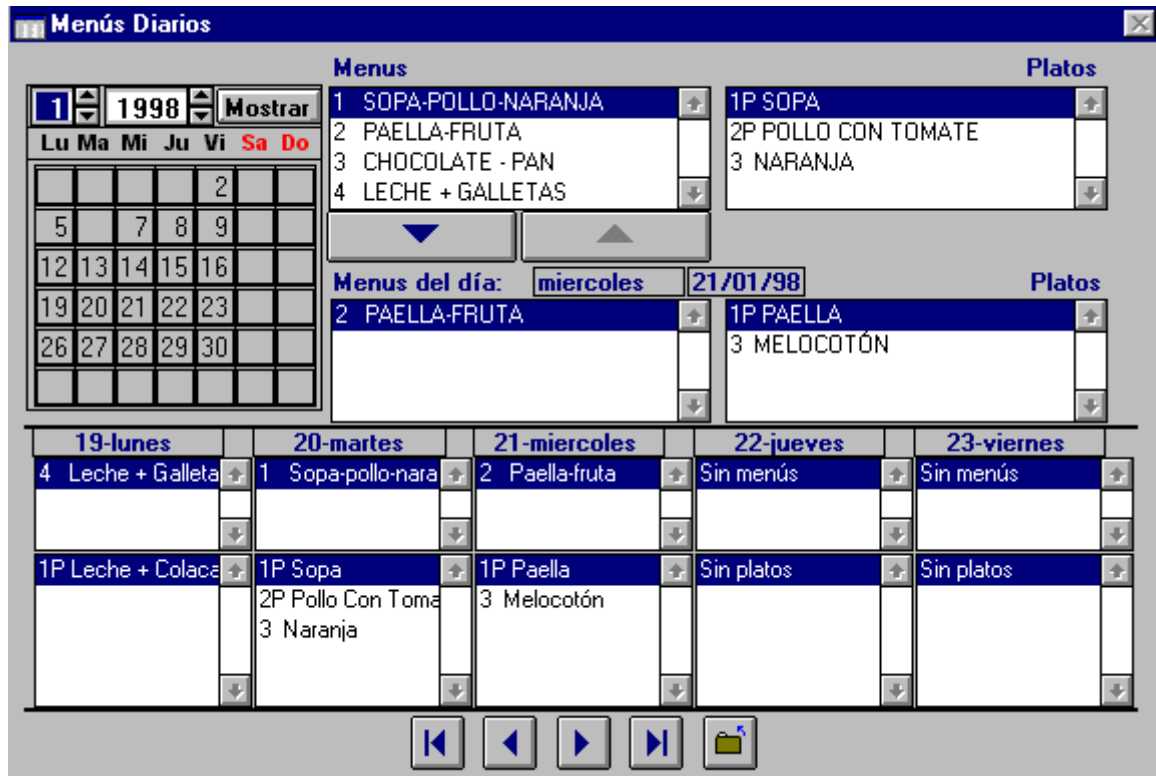 Menús Diarios
Menus
Platos
1 1998 Mostrar
Lu Ma Mi Ju Vi Sa Do
2
5 7 8 9
12 13 14 15 16
19 20 21 22 23
26 27 28 29 30
1 SOPA-POLLO-NARANJA
2 PAELLA-FRUTA
3 CHOCOLATE - PAN
4 LECHE + GALLETAS
1P SOPA
2P POLLO CON TOMATE
3 NARANJA
Menus del día: miercoles 21/01/98
Platos
2 PAELLA-FRUTA
1P PAELLA
3 MELOCOTÓN
19-lunes 20-martes 21-miercoles 22-jueves 23-viernes
4 Leche + Galleta
1 Sopa-pollo-nara
2 Paella-fruta
Sin menús
Sin menús
1P Leche + Colaca
1P Sopa
2P Pollo Con Toma
3 Naranja
1P Paella
3 Melocotón
Sin platos
Sin platos